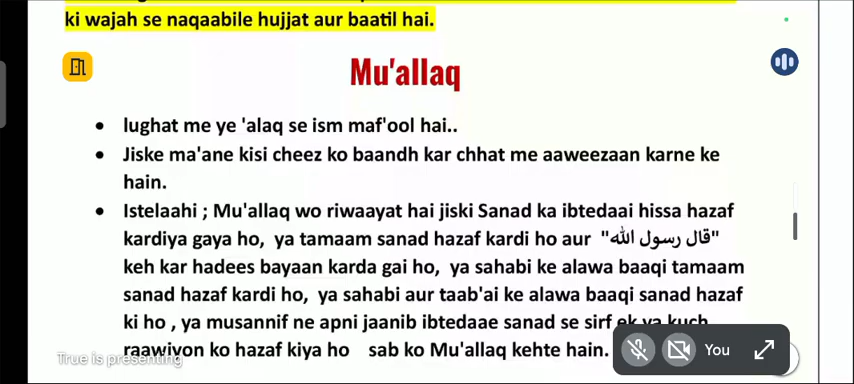 ki wajah se naqaabile hujjat aur baatil hai.
Mu'allaq
• lughat me ye 'alaq se ism maf'ool hai..
• Jiske ma'ane kisi cheez ko baandh kar chhat me aaweezaan karne ke
hain.
• Istelaahi ; Mu'allaq wo riwaayat hai jiski Sanad ka ibtedaai hissa hazaf
kardiya gaya ho, ya tamaam sanad hazaf kardi ho aur "قال رسول الله"
keh kar hadees bayaan karda gai ho, ya sahabi ke alawa baaqi tamaam
sanad hazaf kardi ho, ya sahabi aur taab'ai ke alawa baaqi sanad hazaf
ki ho , ya musannif ne apni jaanib ibtedaae sanad se sirf ek ya kuch
raawiyon ko hazaf kiya ho sab ko Mu'allaq kehte hain.
True is presenting
You